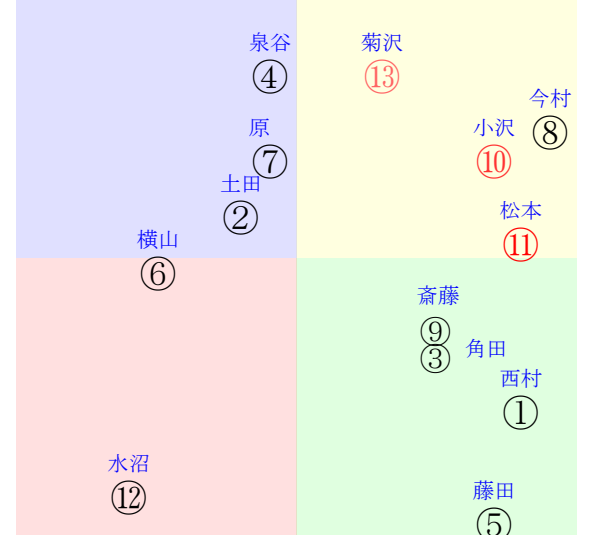 泉谷
④
菊沢
⑬
今村
⑧
原
⑦
小沢
⑩
土田
②
松本
⑪
横山
⑥
斎藤
⑨
③
角田
西村
①
水沼
⑫
藤田
⑤